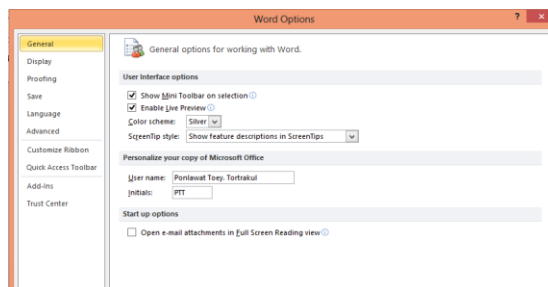 Word Options
General
Display
Proofing
Save
Language
Advanced
Customize Ribbon
Quick Access Toolbar
Add-Ins
Trust Center
General options for working with Word.
User Interface options
Show Mini Toolbar on selection
Enable Live Preview
Color scheme: Silver
ScreenTip style: Show feature descriptions in ScreenTips
Personalize your copy of Microsoft Office
User name: Ponlawat Toey. Tortrakul
Initials: PTT
Start up options
Open e-mail attachments in Full Screen Reading view